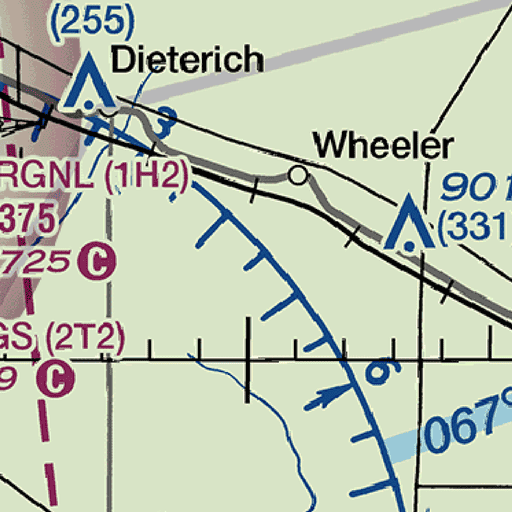 (255)
Dieterich
3
Wheeler
RGNL (1H2)
901
(331
375
725 C
GS (2T2)
9 C
6
067°